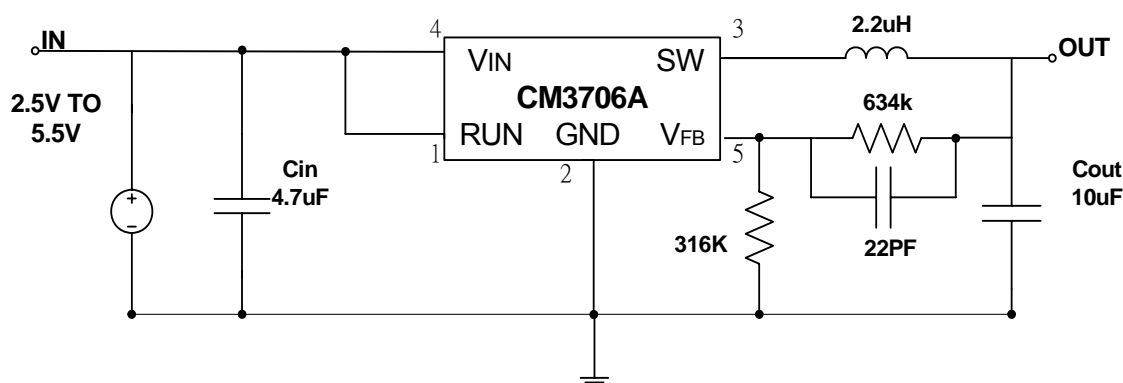 IN
2.5V TO
5.5V
Cin
4.7uF
4
1
VIN
RUN
CM3706A
GND
2
SW
VFB
3
5
2.2uH
OUT
634k
22PF
316K
Cout
10uF